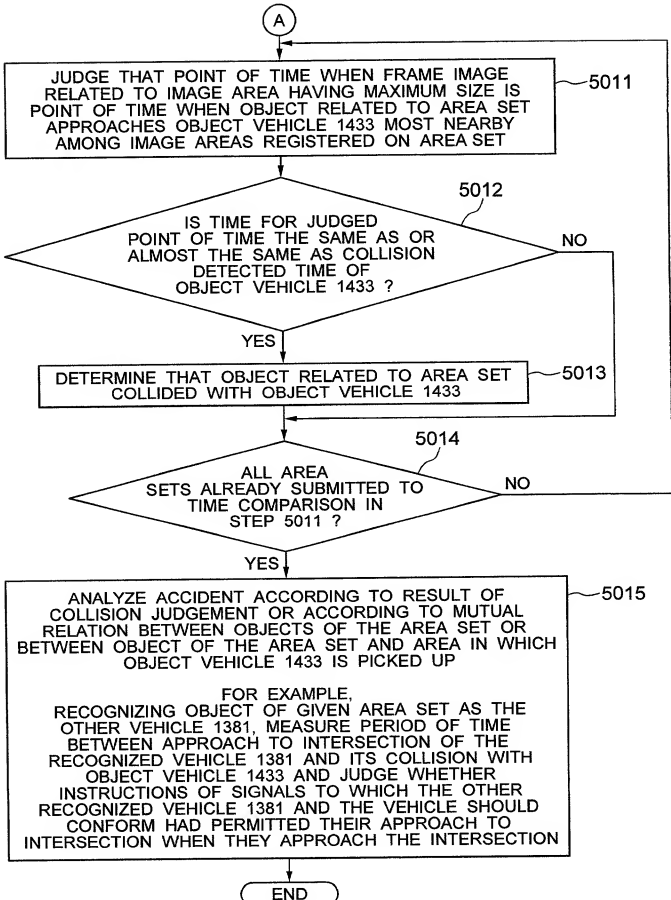 A
JUDGE THAT POINT OF TIME WHEN FRAME IMAGE
RELATED TO IMAGE AREA HAVING MAXIMUM SIZE IS
POINT OF TIME WHEN OBJECT RELATED TO AREA SET
APPROACHES OBJECT VEHICLE 1433 MOST NEARBY
AMONG IMAGE AREAS REGISTERED ON AREA SET
5011
5012
IS TIME FOR JUDGED
POINT OF TIME THE SAME AS OR
ALMOST THE SAME AS COLLISION
DETECTED TIME OF
OBJECT VEHICLE 1433 ?
NO
YES
DETERMINE THAT OBJECT RELATED TO AREA SET
COLLIDED WITH OBJECT VEHICLE 1433
5013
5014
ALL AREA
SETS ALREADY SUBMITTED TO
TIME COMPARISON IN
STEP 5011 ?
NO
YES
ANALYZE ACCIDENT ACCORDING TO RESULT OF
COLLISION JUDGEMENT OR ACCORDING TO MUTUAL
RELATION BETWEEN OBJECTS OF THE AREA SET OR
BETWEEN OBJECT OF THE AREA SET AND AREA IN WHICH
OBJECT VEHICLE 1433 IS PICKED UP
5015
FOR EXAMPLE,
RECOGNIZING OBJECT OF GIVEN AREA SET AS THE
OTHER VEHICLE 1381, MEASURE PERIOD OF TIME
BETWEEN APPROACH TO INTERSECTION OF THE
RECOGNIZED VEHICLE 1381 AND ITS COLLISION WITH
OBJECT VEHICLE 1433 AND JUDGE WHETHER
INSTRUCTIONS OF SIGNALS TO WHICH THE OTHER
RECOGNIZED VEHICLE 1381 AND THE VEHICLE SHOULD
CONFORM HAD PERMITTED THEIR APPROACH TO
INTERSECTION WHEN THEY APPROACH THE INTERSECTION
END